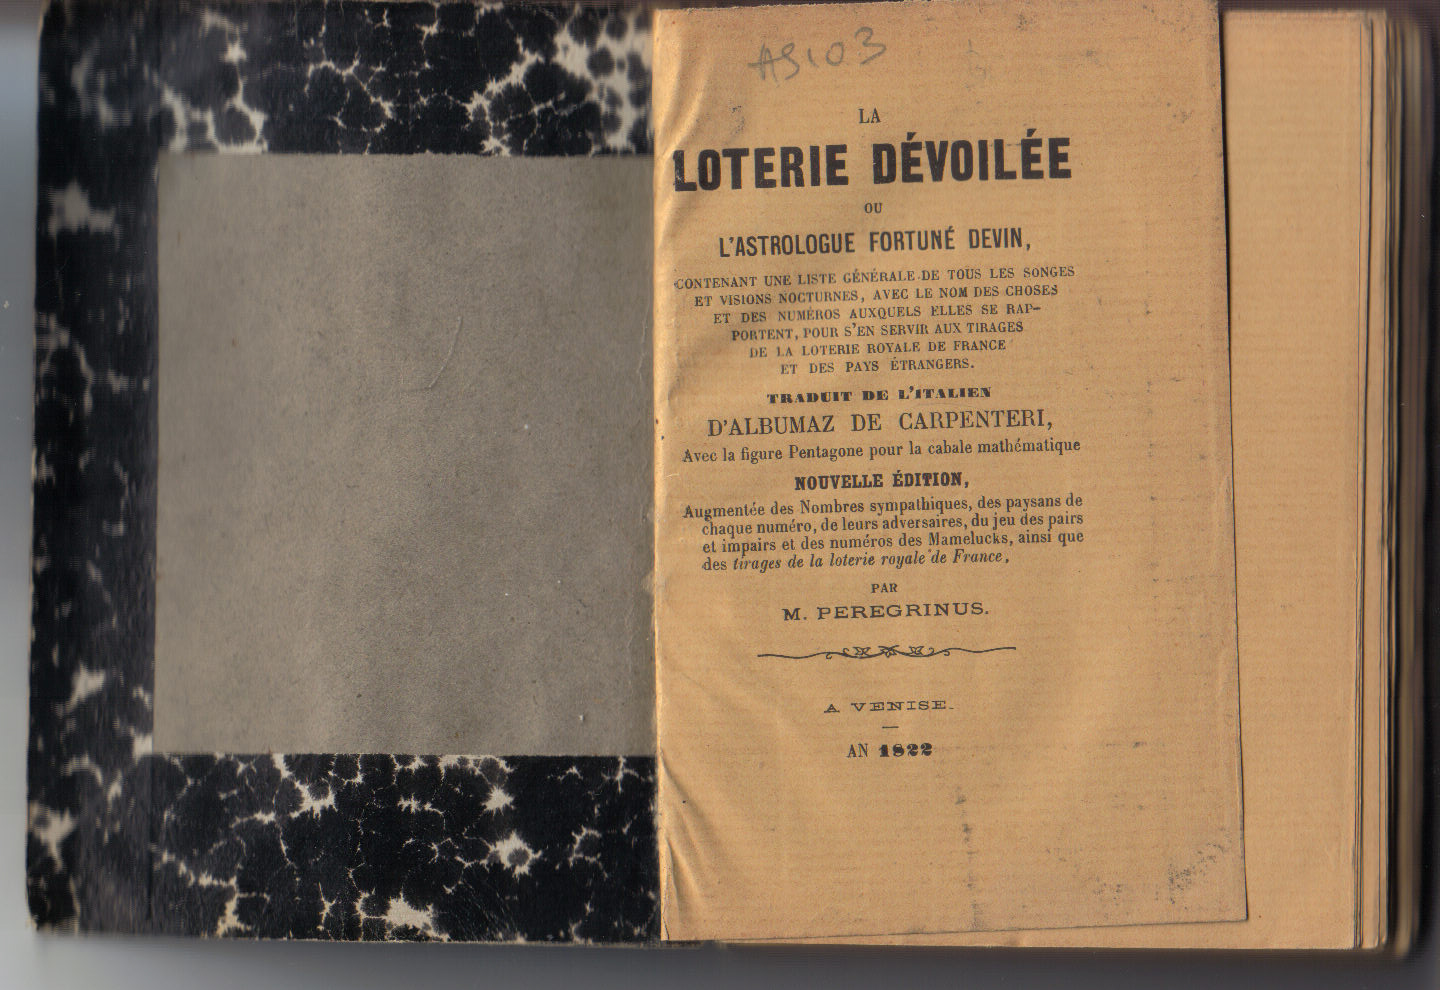 AS103
LA
LOTERIE DÉVOILÉE
OU
L'ASTROLOGUE FORTUNÉ DEVIN,
CONTENANT UNE LISTE GÉNÉRALE DE TOUS LES SONGES
ET VISIONS NOCTURNES, AVEC LE NOM DES CHOSES
ET DES NUMÉROS AUXQUELS ELLES SE RAP-
PORTENT, POUR S'EN SERVIR AUX TIRAGES
DE LA LOTERIE ROYALE DE FRANCE
ET DES PAYS ÉTRANGERS.
TRADUIT DE L'ITALIEN
D'ALBUMAZ DE CARPENTERI,
Avec la figure Pentagone pour la cabale mathématique
NOUVELLE ÉDITION,
Augmentée des Nombres sympathiques, des paysans de
chaque numéro, de leurs adversaires, du jeu des pairs
et impairs et des numéros des Mamelucks, ainsi que
des tirages de la loterie royale de France,
PAR
M. PEREGRINUS.
A VENISE.
AN 1822